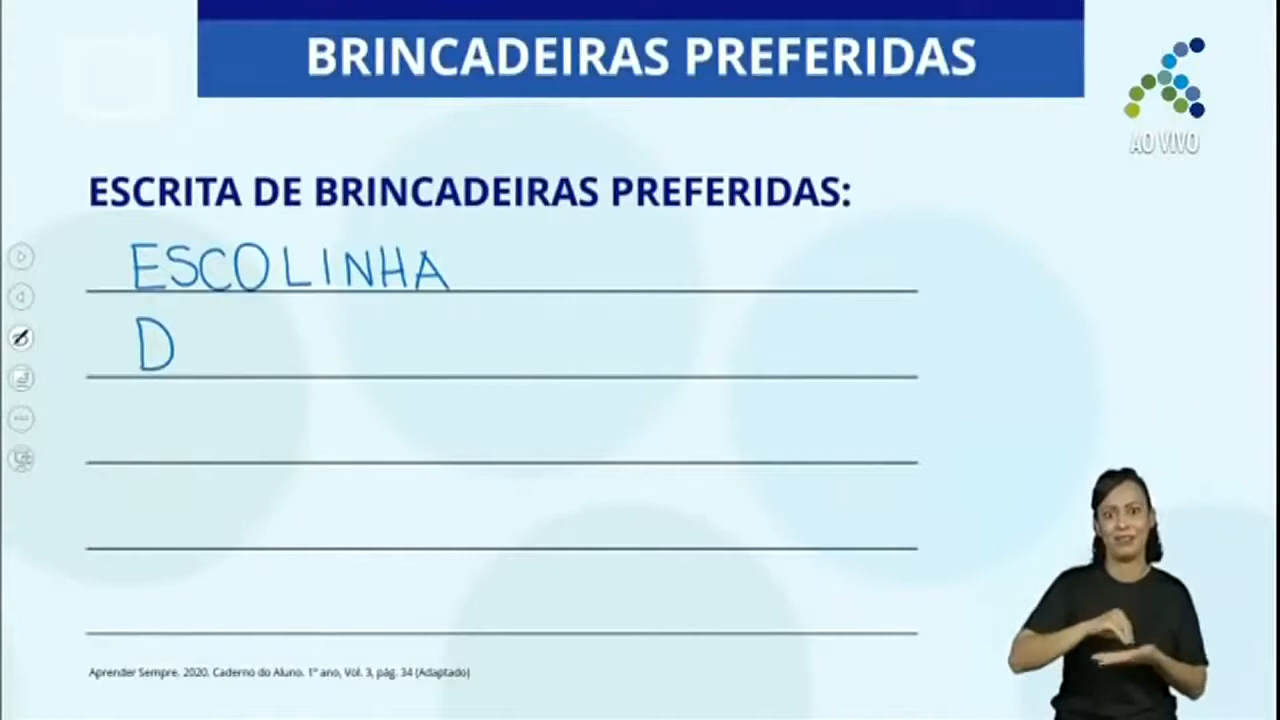 BRINCADEIRAS PREFERIDAS
AO VIVO
ESCRITA DE BRINCADEIRAS PREFERIDAS:
ESCOLINHA
D
Aprender Sempre. 2020. Caderno do Aluno. 1º ano, Vol. 3, pág. 34 (Adaptado)